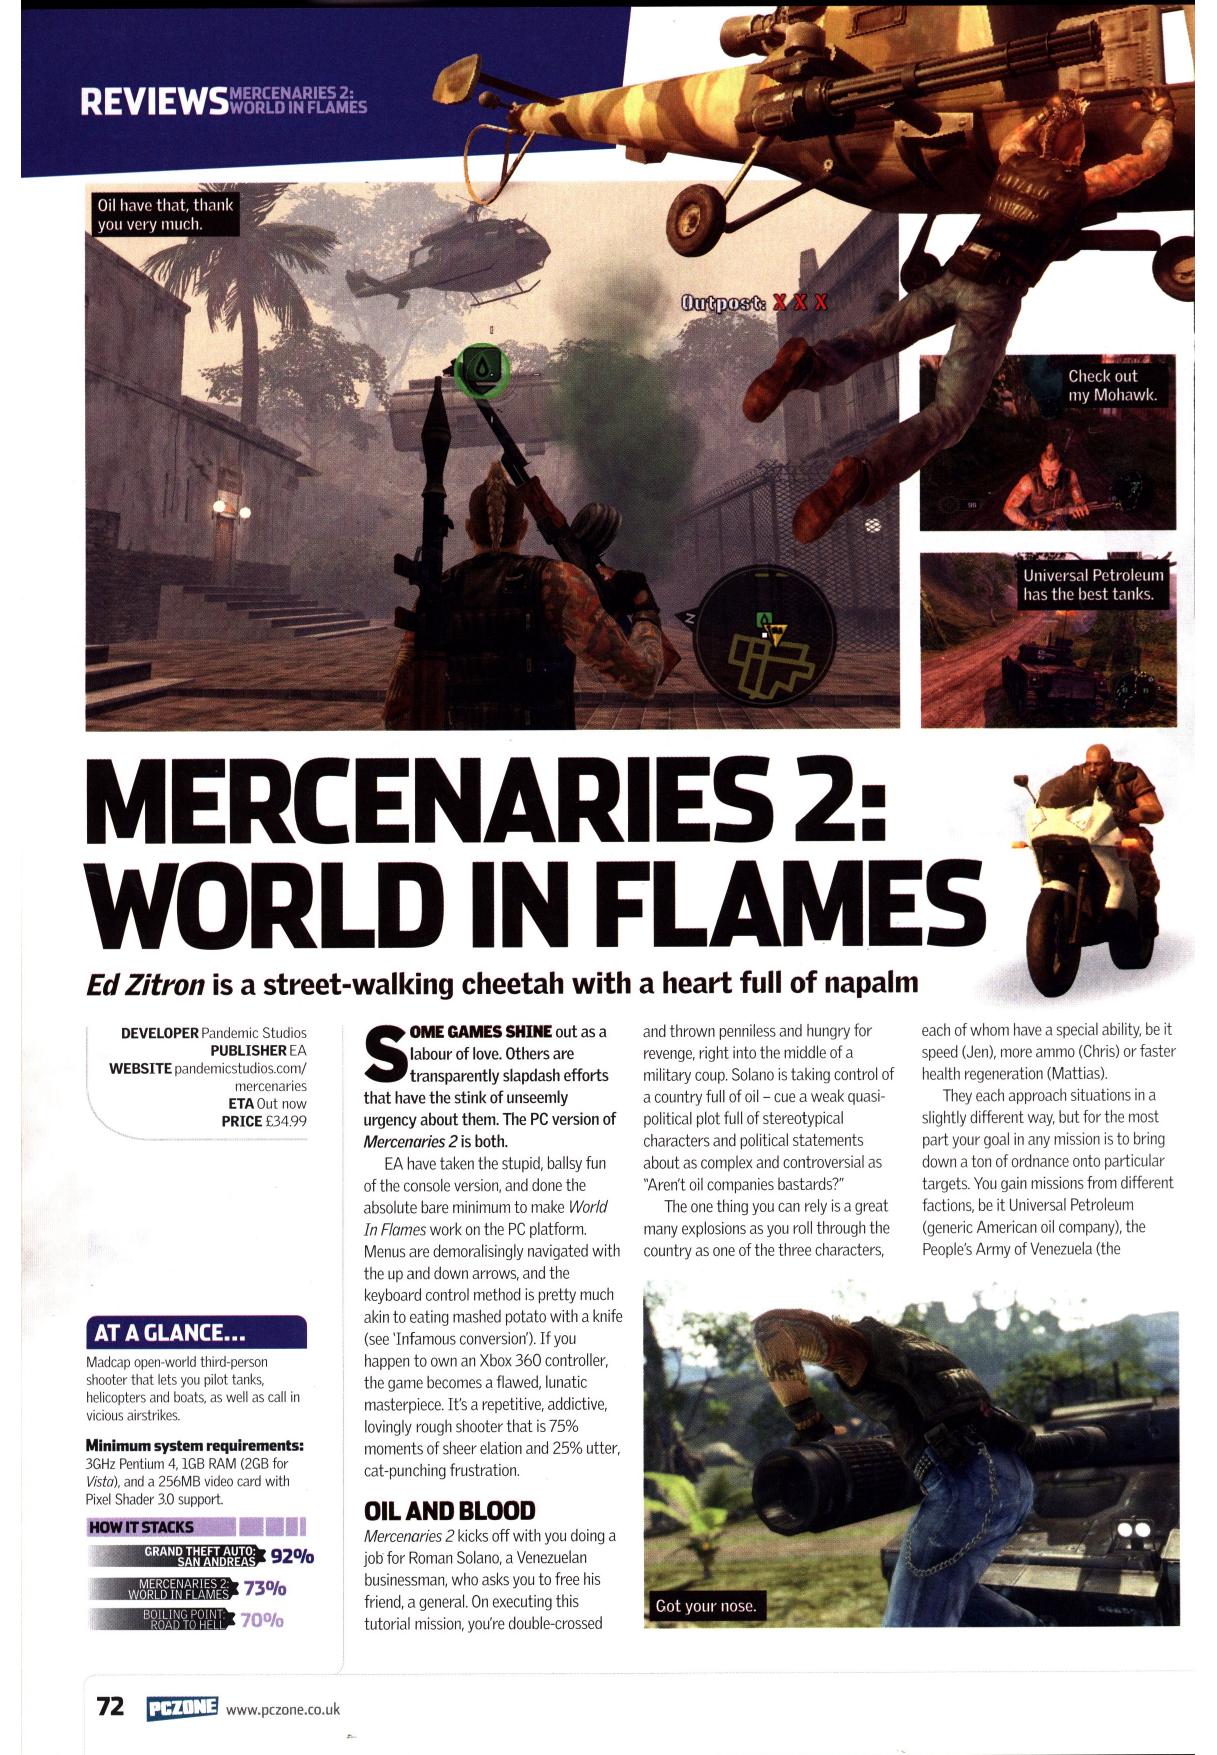 REVIEWS MERCENARIES 2:
WORLD IN FLAMES
Oil have that, thank
you very much.
Outpost: X X X
Check out
my Mohawk.
Universal Petroleum
has the best tanks.
MERCENARIES 2:
WORLD IN FLAMES
Ed Zitron is a street-walking cheetah with a heart full of napalm
DEVELOPER Pandemic Studios
PUBLISHER EA
WEBSITE pandemicstudios.com/
mercenaries
ETA Out now
PRICE £34.99
AT A GLANCE...
Madcap open-world third-person
shooter that lets you pilot tanks,
helicopters and boats, as well as call in
vicious airstrikes.
Minimum system requirements:
3GHz Pentium 4, 1GB RAM (2GB for
Vista), and a 256MB video card with
Pixel Shader 3.0 support.
HOW IT STACKS
GRAND THEFT AUTO:
SAN ANDREAS 92%
MERCENARIES 2:
WORLD IN FLAMES 73%
BOILING POINT:
ROAD TO HELL 70%
SOME GAMES SHINE out as a
labour of love. Others are
transparently slapdash efforts
that have the stink of unseemly
urgency about them. The PC version of
Mercenaries 2 is both.
EA have taken the stupid, ballsy fun
of the console version, and done the
absolute bare minimum to make World
In Flames work on the PC platform.
Menus are demoralisingly navigated with
the up and down arrows, and the
keyboard control method is pretty much
akin to eating mashed potato with a knife
(see 'Infamous conversion'). If you
happen to own an Xbox 360 controller,
the game becomes a flawed, lunatic
masterpiece. It's a repetitive, addictive,
lovingly rough shooter that is 75%
moments of sheer elation and 25% utter,
cat-punching frustration.
OIL AND BLOOD
Mercenaries 2 kicks off with you doing a
job for Roman Solano, a Venezuelan
businessman, who asks you to free his
friend, a general. On executing this
tutorial mission, you're double-crossed
and thrown penniless and hungry for
revenge, right into the middle of a
military coup. Solano is taking control of
a country full of oil – cue a weak quasi-
political plot full of stereotypical
characters and political statements
about as complex and controversial as
"Aren't oil companies bastards?"
The one thing you can rely is a great
many explosions as you roll through the
country as one of the three characters,
each of whom have a special ability, be it
speed (Jen), more ammo (Chris) or faster
health regeneration (Mattias).
They each approach situations in a
slightly different way, but for the most
part your goal in any mission is to bring
down a ton of ordnance onto particular
targets. You gain missions from different
factions, be it Universal Petroleum
(generic American oil company), the
People's Army of Venezuela (the
Got your nose.
72 PCZONE www.pczone.co.uk